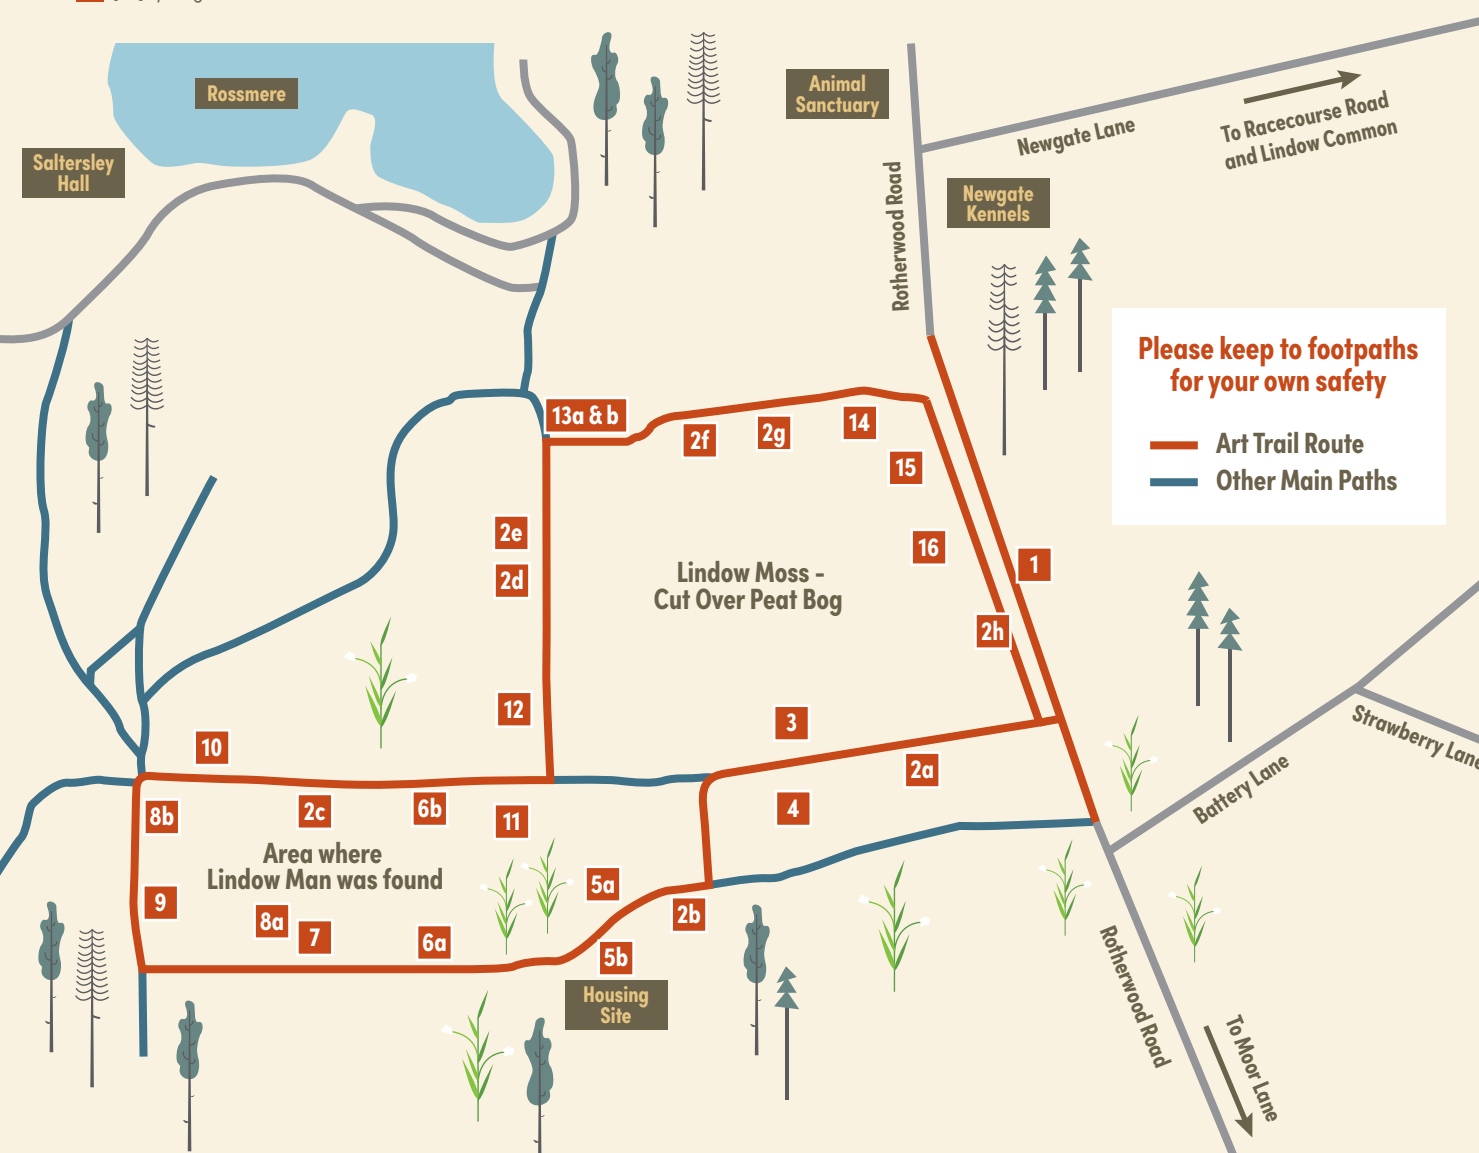 Rossmere
Animal
Sanctuary
To Racecourse Road
and Lindow Common
Newgate Lane
Saltersley
Hall
Rotherwood Road
Newgate
Kennels
Please keep to footpaths
for your own safety
Art Trail Route
Other Main Paths
13a & b
2f
2g
14
15
2e
2d
16
1
Lindow Moss -
Cut Over Peat Bog
2h
12
3
10
2a
Strawberry Lane
Battery Lane
8b
2c
6b
11
4
Area where
Lindow Man was found
5a
9
8a
7
6a
2b
5b
Housing
Site
Rotherwood Road
To Moor Lane